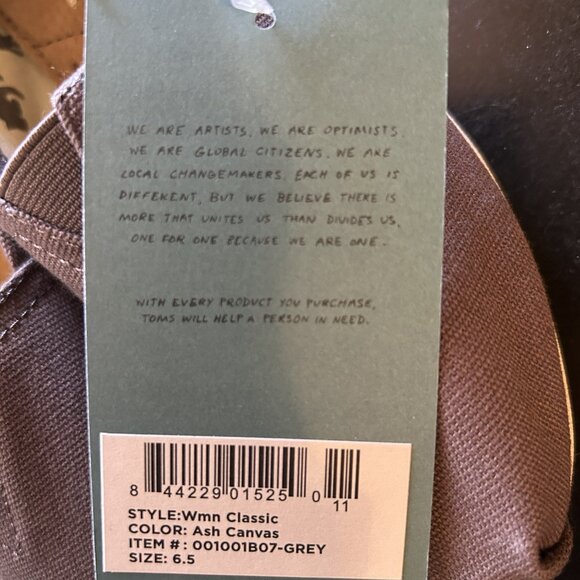 WE ARE ARTISTS. WE ARE OPTIMISTS.
WE ARE GLOBAL CITIZENS. WE ARE
LOCAL CHANGEMAKERS. EACH OF US IS
DIFFERENT, BUT WE BELIEVE THERE IS
MORE THAT UNITES US THAN DIVIDES US.
ONE FOR ONE BECAUSE WE ARE ONE.
WITH EVERY PRODUCT YOU PURCHASE,
TOMS WILL HELP A PERSON IN NEED.
8 44229 01525 0 11
STYLE:Wmn Classic
COLOR: Ash Canvas
ITEM # : 001001B07-GREY
SIZE: 6.5